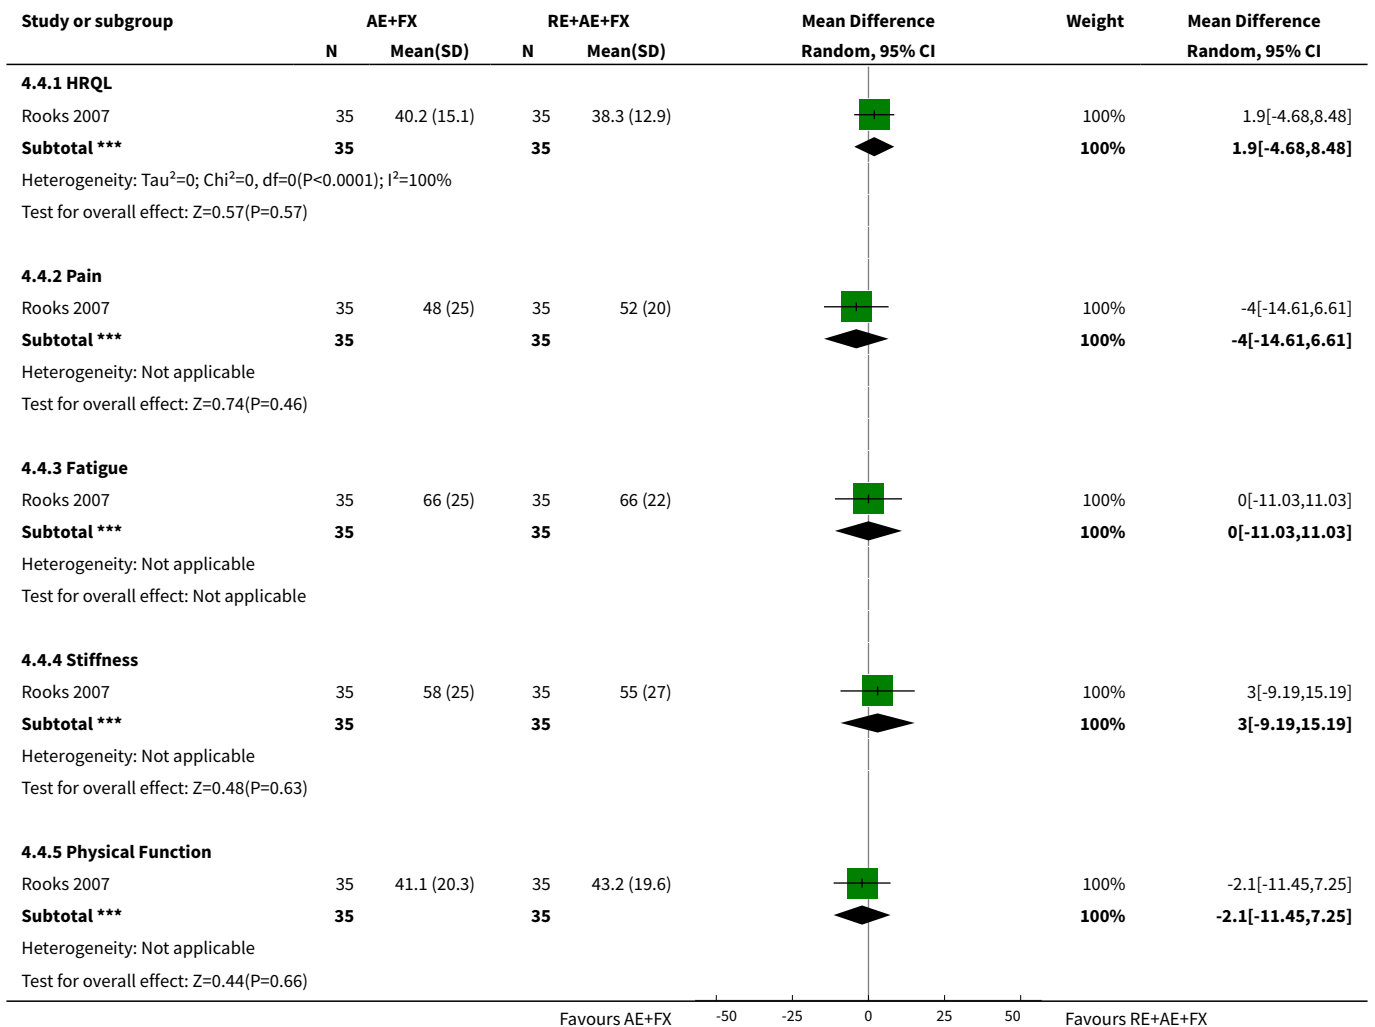 Study or subgroup AE+FX RE+AE+FX Mean Difference Weight Mean Difference
N Mean(SD) N Mean(SD) Random, 95% CI Random, 95% CI
4.4.1 HRQL
Rooks 2007 35 40.2 (15.1) 35 38.3 (12.9) 100% 1.9[-4.68,8.48]
Subtotal *** 35 35 100% 1.9[-4.68,8.48]
Heterogeneity: Tau²=0; Chi²=0, df=0(P<0.0001); I²=100%
Test for overall effect: Z=0.57(P=0.57)
4.4.2 Pain
Rooks 2007 35 48 (25) 35 52 (20) 100% -4[-14.61,6.61]
Subtotal *** 35 35 100% -4[-14.61,6.61]
Heterogeneity: Not applicable
Test for overall effect: Z=0.74(P=0.46)
4.4.3 Fatigue
Rooks 2007 35 66 (25) 35 66 (22) 100% 0[-11.03,11.03]
Subtotal *** 35 35 100% 0[-11.03,11.03]
Heterogeneity: Not applicable
Test for overall effect: Not applicable
4.4.4 Stiffness
Rooks 2007 35 58 (25) 35 55 (27) 100% 3[-9.19,15.19]
Subtotal *** 35 35 100% 3[-9.19,15.19]
Heterogeneity: Not applicable
Test for overall effect: Z=0.48(P=0.63)
4.4.5 Physical Function
Rooks 2007 35 41.1 (20.3) 35 43.2 (19.6) 100% -2.1[-11.45,7.25]
Subtotal *** 35 35 100% -2.1[-11.45,7.25]
Heterogeneity: Not applicable
Test for overall effect: Z=0.44(P=0.66)
Favours AE+FX -50 -25 0 25 50 Favours RE+AE+FX